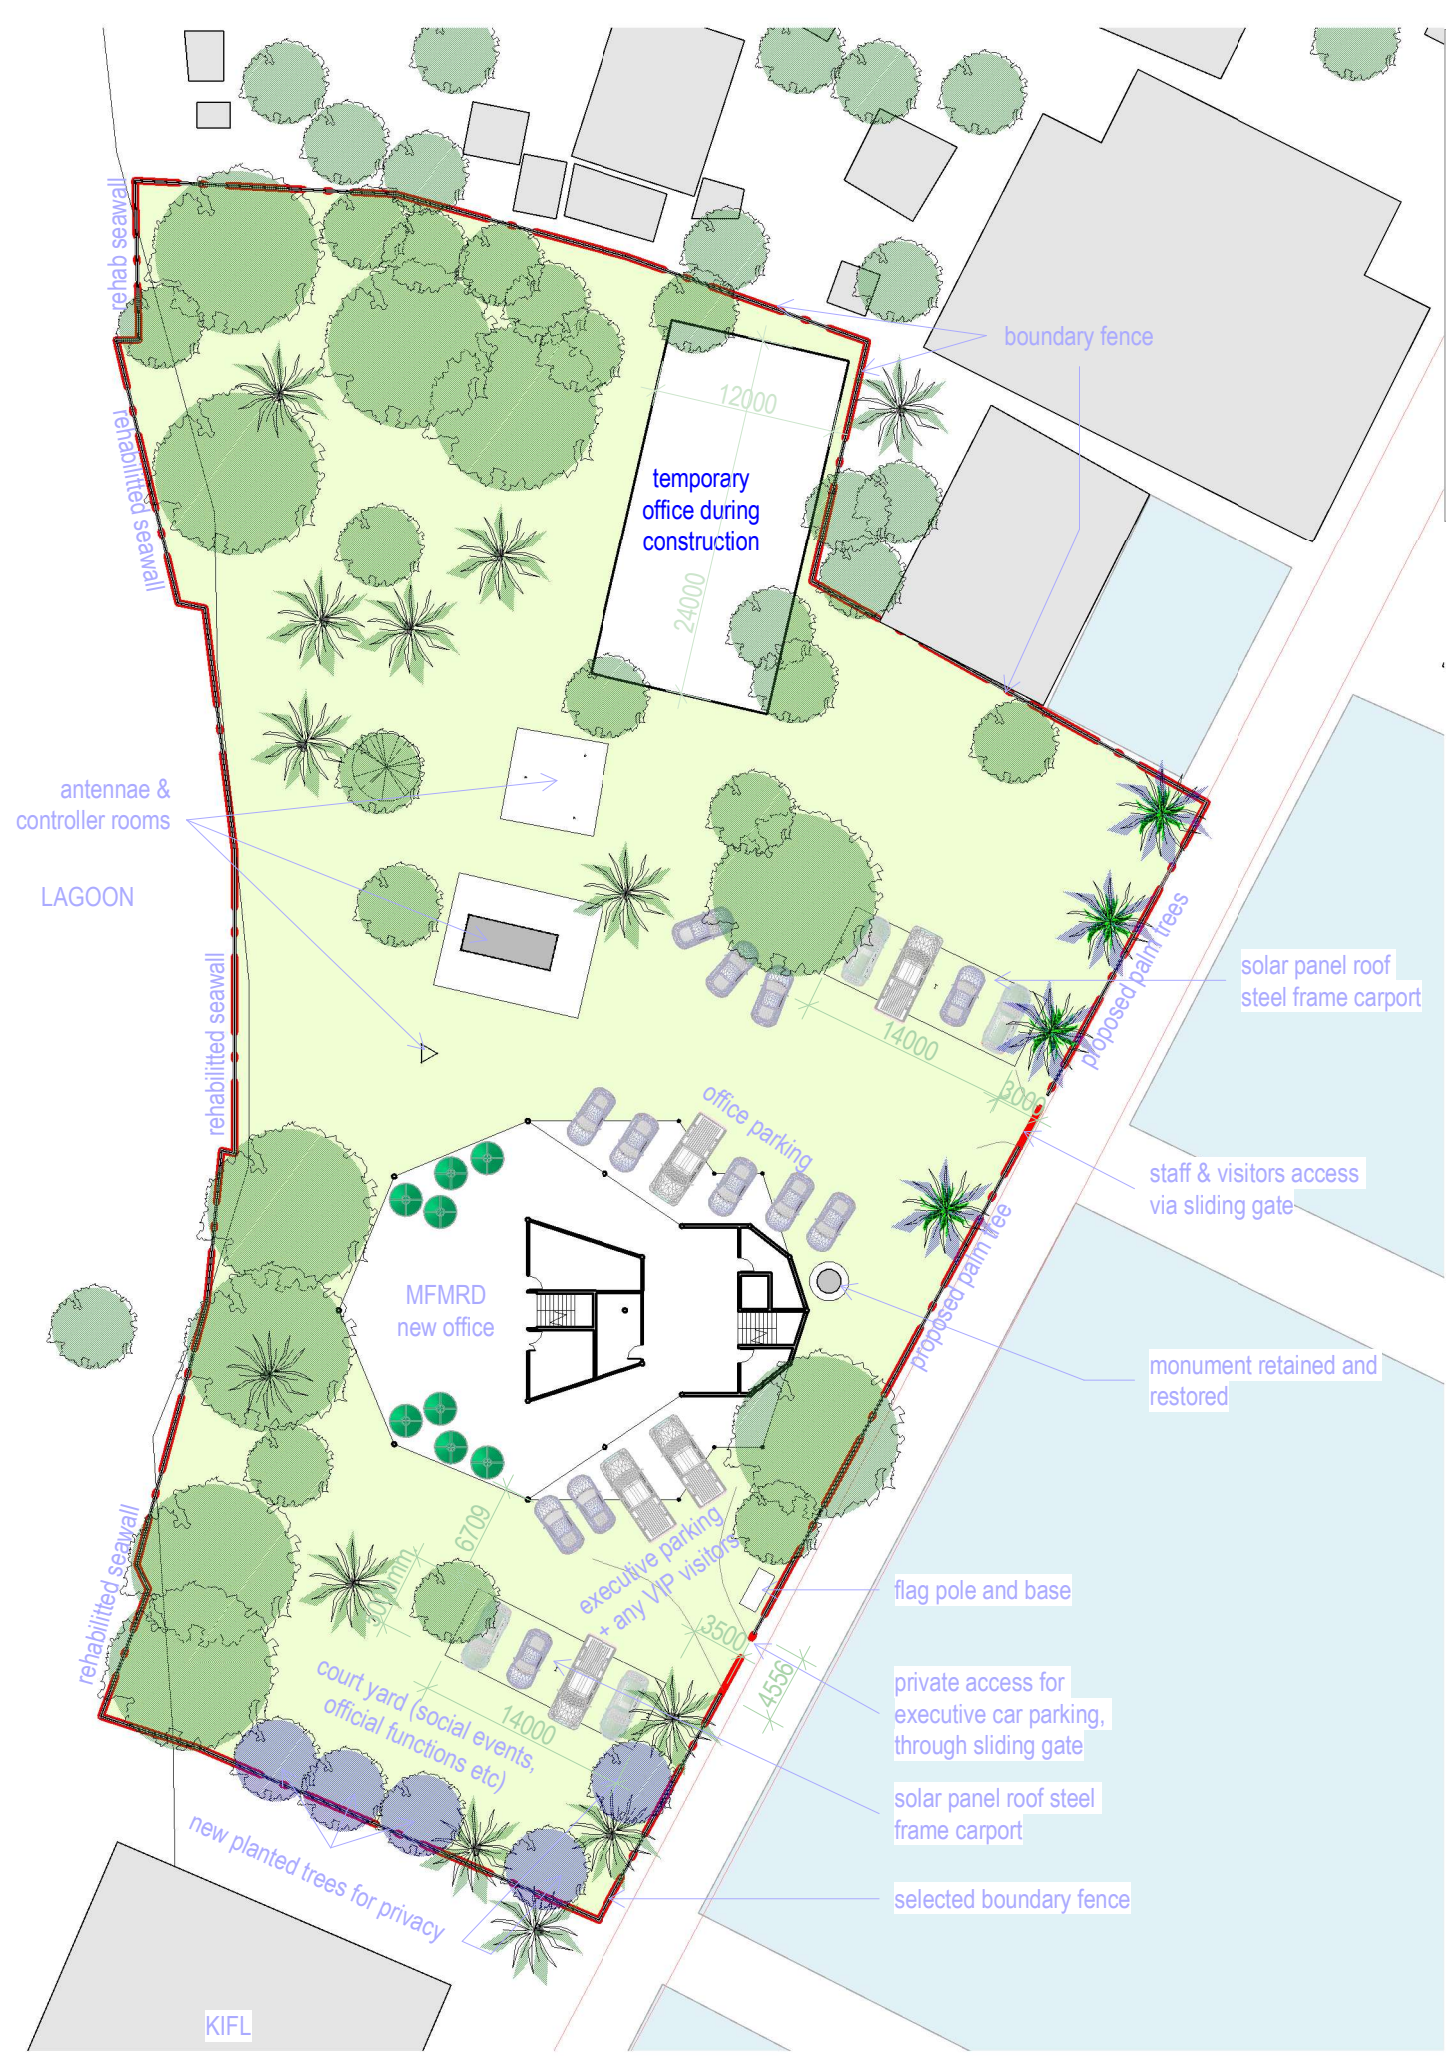 rehab seawall
boundary fence
12000
rehabilitted seawall
temporary
office during
construction
24000
antennae &
controller rooms
LAGOON
proposed palm trees
solar panel roof
steel frame carport
rehabilitted seawall
14000
3000
office parking
staff & visitors access
via sliding gate
proposed palm tree
MFMRD
new office
monument retained and
restored
rehabilitted seawall
6709
executive parking
+ any VIP visitors
flag pole and base
3500
4556
court yard (social events,
official functions etc)
14000
private access for
executive car parking,
through sliding gate
solar panel roof steel
frame carport
new planted trees for privacy
selected boundary fence
KIFL